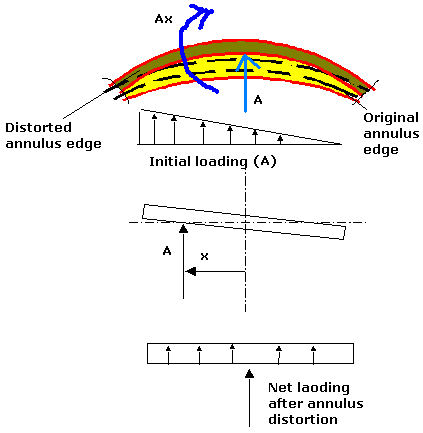 Ax
A
Distorted
annulus edge
Original
annulus
edge
Initial loading (A)
A
x
Net laoding
after annulus
distortion